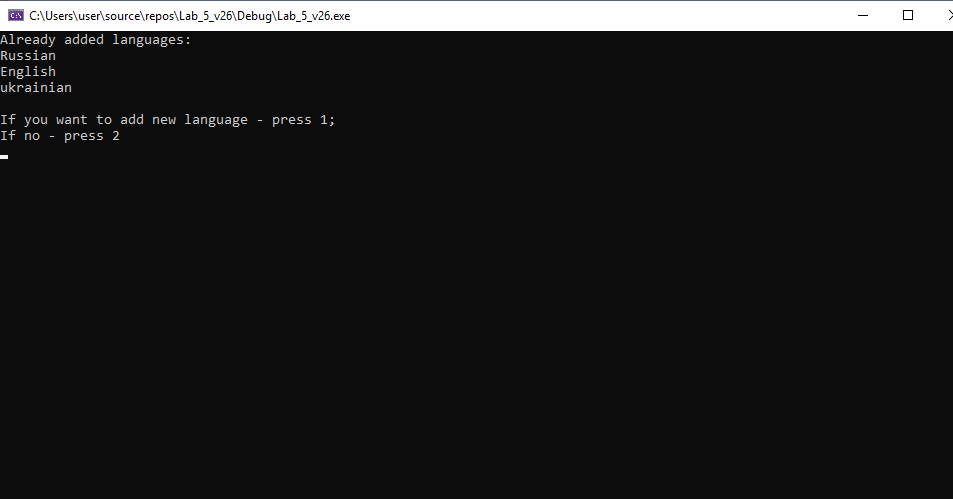 C:\Users\user\source\repos\Lab_5_v26\Debug\Lab_5_v26.exe
Already added languages:
Russian
English
ukrainian
If you want to add new language - press 1;
If no - press 2